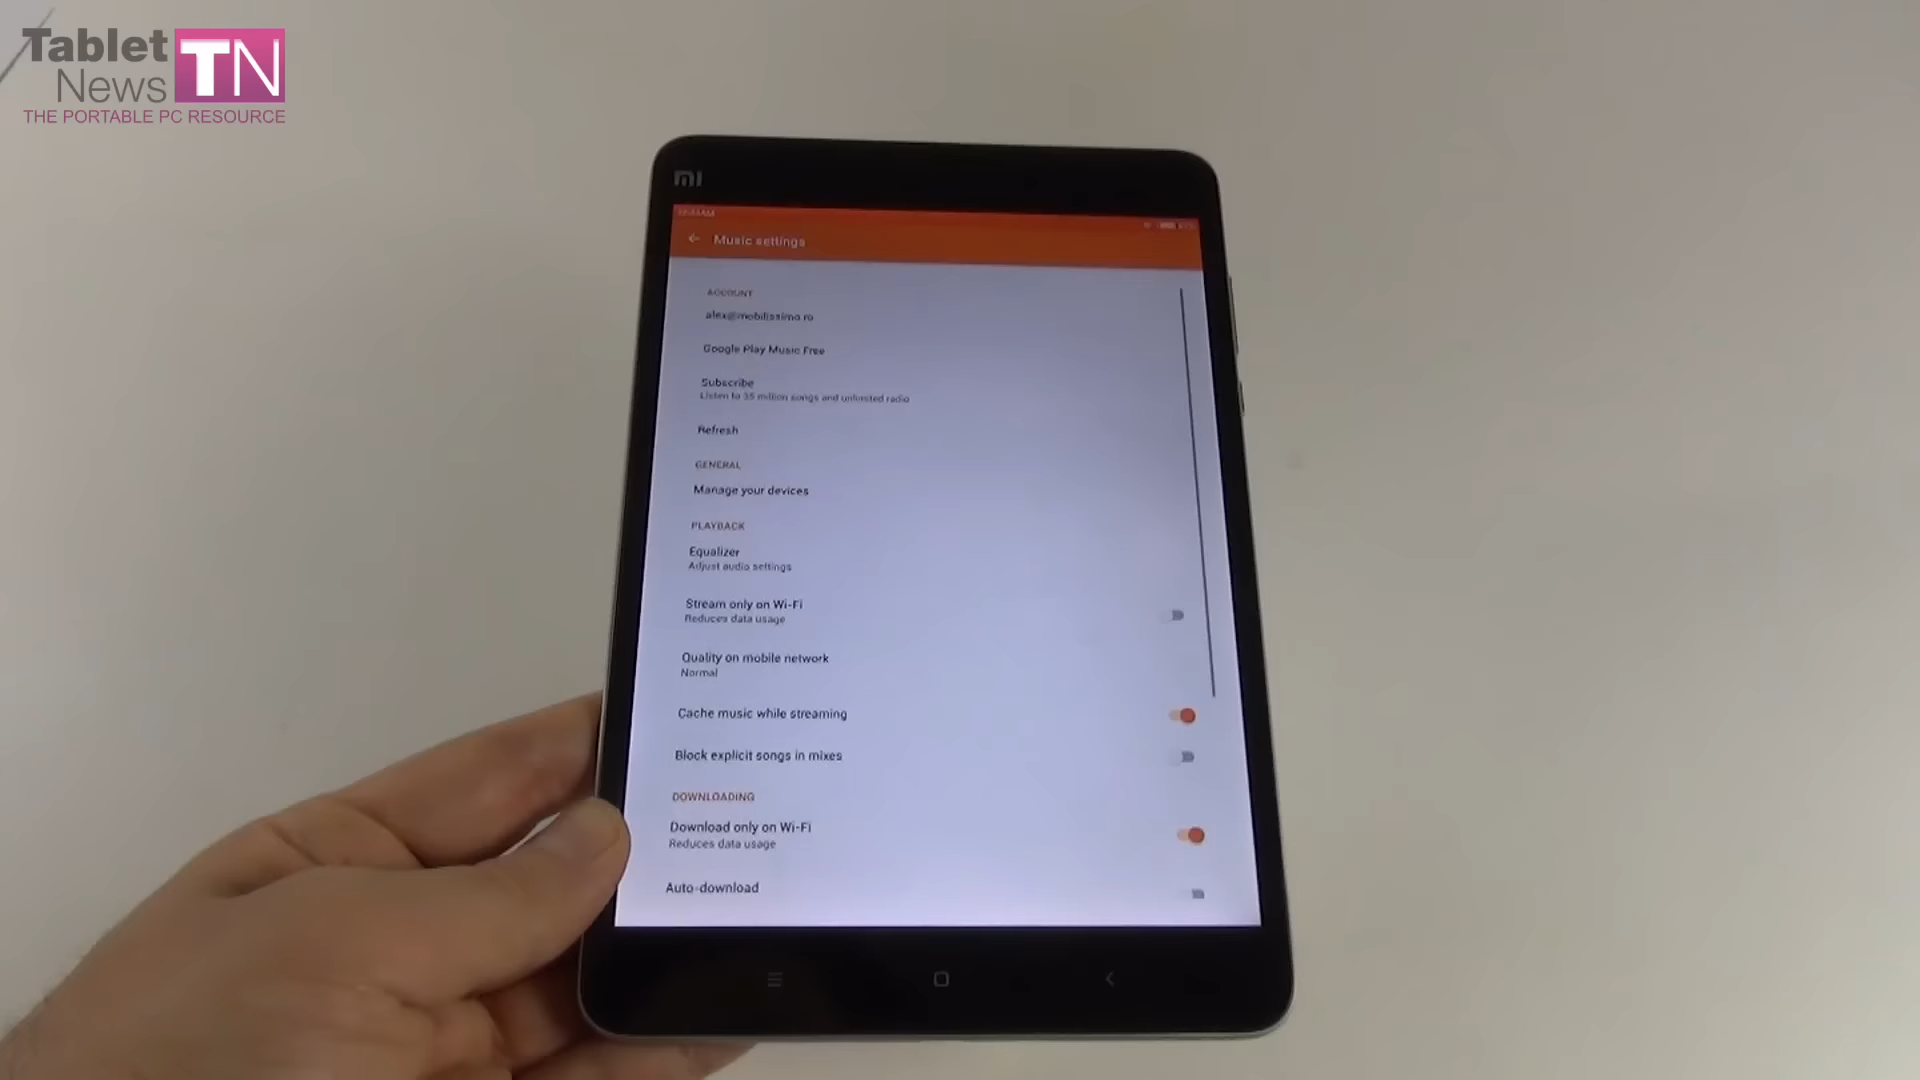 Tablet
News
TN
THE PORTABLE PC RESOURCE
mi
Music settings
ACCOUNT
alex@mobilissimo.ro
Google Play Music Free
Subscribe
Listen to 35 million songs and unlimited radio
Refresh
GENERAL
Manage your devices
PLAYBACK
Equalizer
Adjust audio settings
Stream only on Wi-Fi
Reduces data usage
Quality on mobile network
Normal
Cache music while streaming
Block explicit songs in mixes
DOWNLOADING
Download only on Wi-Fi
Reduces data usage
Auto-download